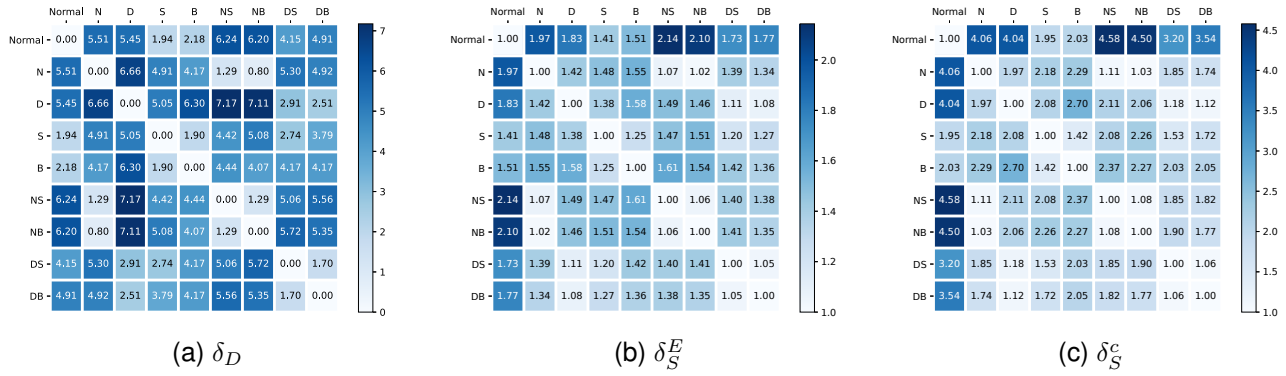 Normal N D S B NS NB DS DB
Normal 0.00 5.51 5.45 1.94 2.18 6.24 6.20 4.15 4.91
N 5.51 0.00 6.66 4.91 4.17 1.29 0.80 5.30 4.92
D 5.45 6.66 0.00 5.05 6.30 7.17 7.11 2.91 2.51
S 1.94 4.91 5.05 0.00 1.90 4.42 5.08 2.74 3.79
B 2.18 4.17 6.30 1.90 0.00 4.44 4.07 4.17 4.17
NS 6.24 1.29 7.17 4.42 4.44 0.00 1.29 5.06 5.56
NB 6.20 0.80 7.11 5.08 4.07 1.29 0.00 5.72 5.35
DS 4.15 5.30 2.91 2.74 4.17 5.06 5.72 0.00 1.70
DB 4.91 4.92 2.51 3.79 4.17 5.56 5.35 1.70 0.00
7
6
5
4
3
2
1
0
(a) δ_D
Normal N D S B NS NB DS DB
Normal 1.00 1.97 1.83 1.41 1.51 2.14 2.10 1.73 1.77
N 1.97 1.00 1.42 1.48 1.55 1.07 1.02 1.39 1.34
D 1.83 1.42 1.00 1.38 1.58 1.49 1.46 1.11 1.08
S 1.41 1.48 1.38 1.00 1.25 1.47 1.51 1.20 1.27
B 1.51 1.55 1.58 1.25 1.00 1.61 1.54 1.42 1.36
NS 2.14 1.07 1.49 1.47 1.61 1.00 1.06 1.40 1.38
NB 2.10 1.02 1.46 1.51 1.54 1.06 1.00 1.41 1.35
DS 1.73 1.39 1.11 1.20 1.42 1.40 1.41 1.00 1.05
DB 1.77 1.34 1.08 1.27 1.36 1.38 1.35 1.05 1.00
2.0
1.8
1.6
1.4
1.2
1.0
(b) δ_S^E
Normal N D S B NS NB DS DB
Normal 1.00 4.06 4.04 1.95 2.03 4.58 4.50 3.20 3.54
N 4.06 1.00 1.97 2.18 2.29 1.11 1.03 1.85 1.74
D 4.04 1.97 1.00 2.08 2.70 2.11 2.06 1.18 1.12
S 1.95 2.18 2.08 1.00 1.42 2.08 2.26 1.53 1.72
B 2.03 2.29 2.70 1.42 1.00 2.37 2.27 2.03 2.05
NS 4.58 1.11 2.11 2.08 2.37 1.00 1.08 1.85 1.82
NB 4.50 1.03 2.06 2.26 2.27 1.08 1.00 1.90 1.77
DS 3.20 1.85 1.18 1.53 2.03 1.85 1.90 1.00 1.06
DB 3.54 1.74 1.12 1.72 2.05 1.82 1.77 1.06 1.00
4.5
4.0
3.5
3.0
2.5
2.0
1.5
1.0
(c) δ_S^c